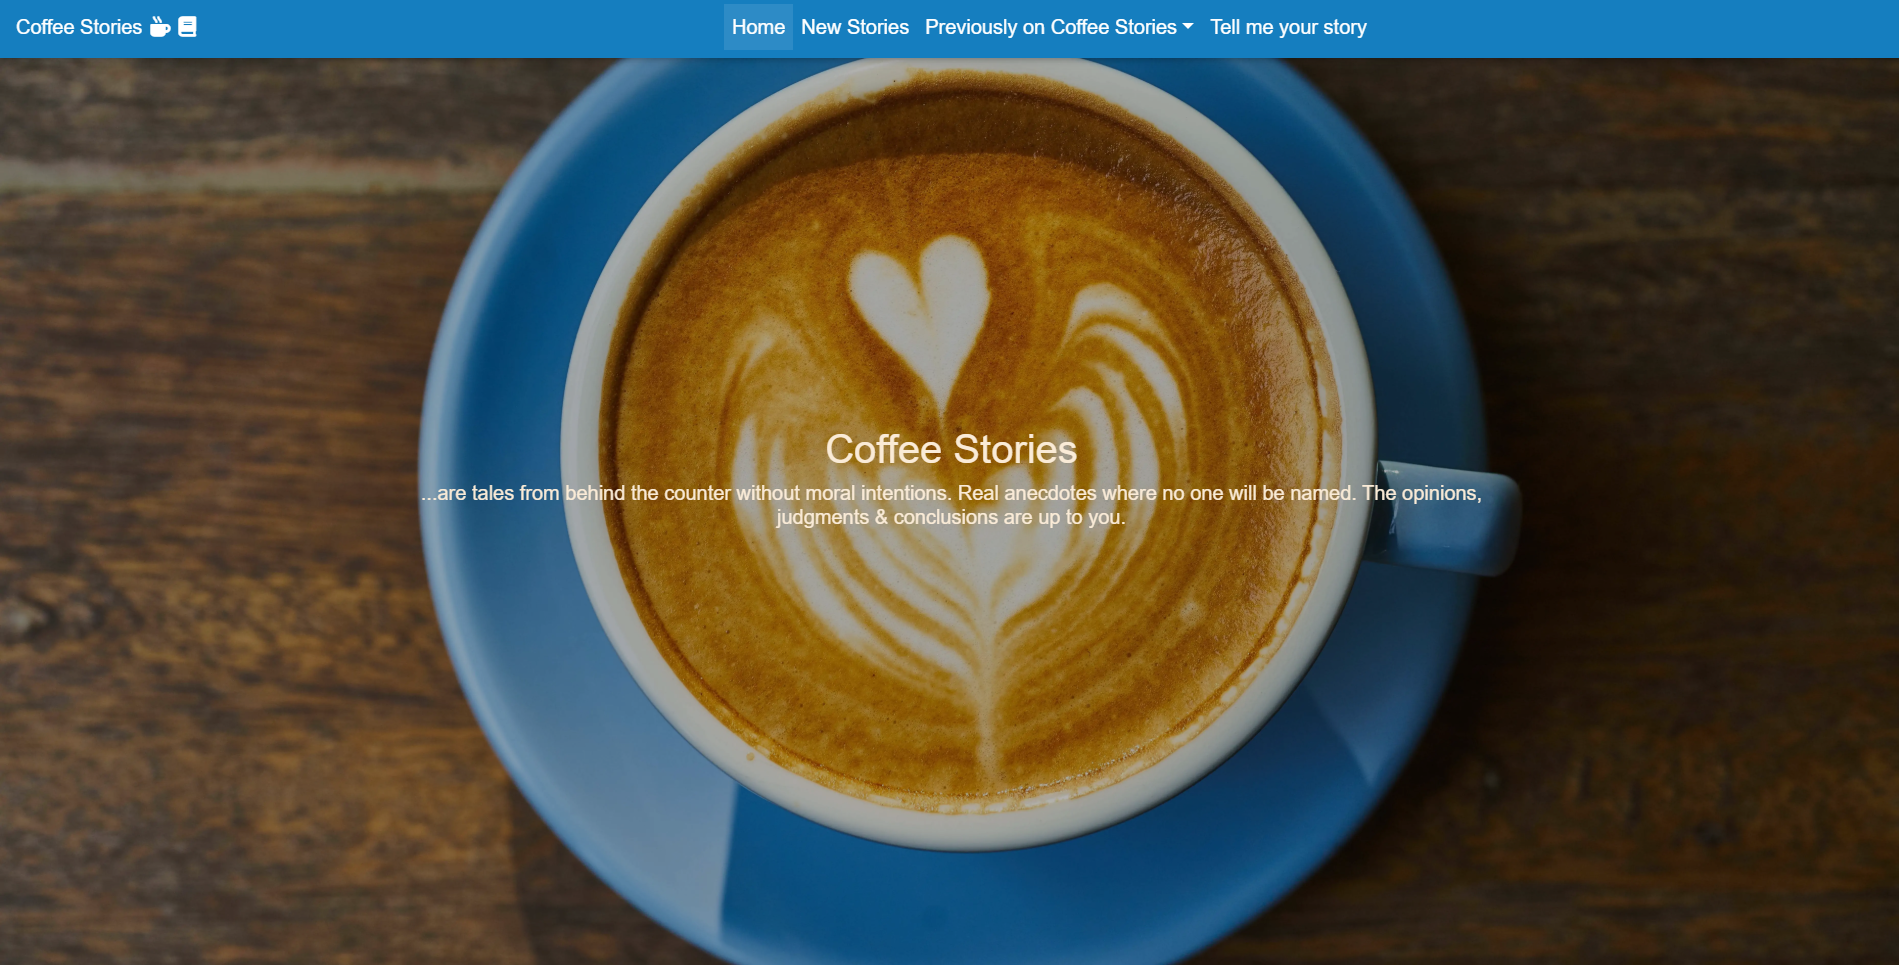 Coffee Stories
Home New Stories Previously on Coffee Stories Tell me your story
Coffee Stories
...are tales from behind the counter without moral intentions. Real anecdotes where no one will be named. The opinions,
judgments & conclusions are up to you.